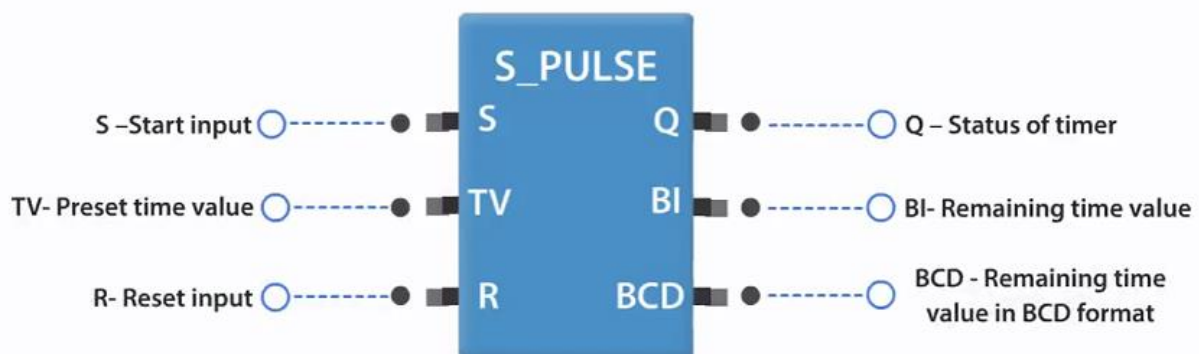 S_PULSE
S –Start input
S
Q
Q – Status of timer
TV- Preset time value
TV
BI
BI- Remaining time value
R- Reset input
R
BCD
BCD - Remaining time
value in BCD format